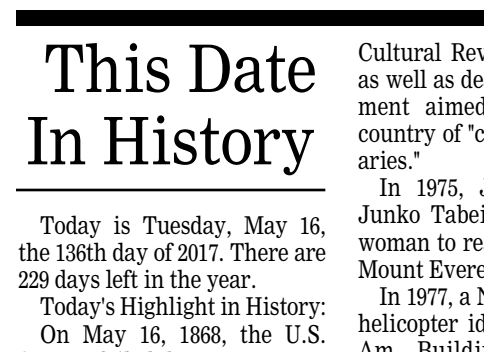 This Date
In History
Today is Tuesday, May 16,
the 136th day of 2017. There are
229 days left in the year.
Today's Highlight in History:
On May 16, 1868, the U.S.
Cultural
as well as
ment aimed
country of
aries."
In 1975,
Junko Tabei
woman to
Mount
In 1977, a
helicopter
Am